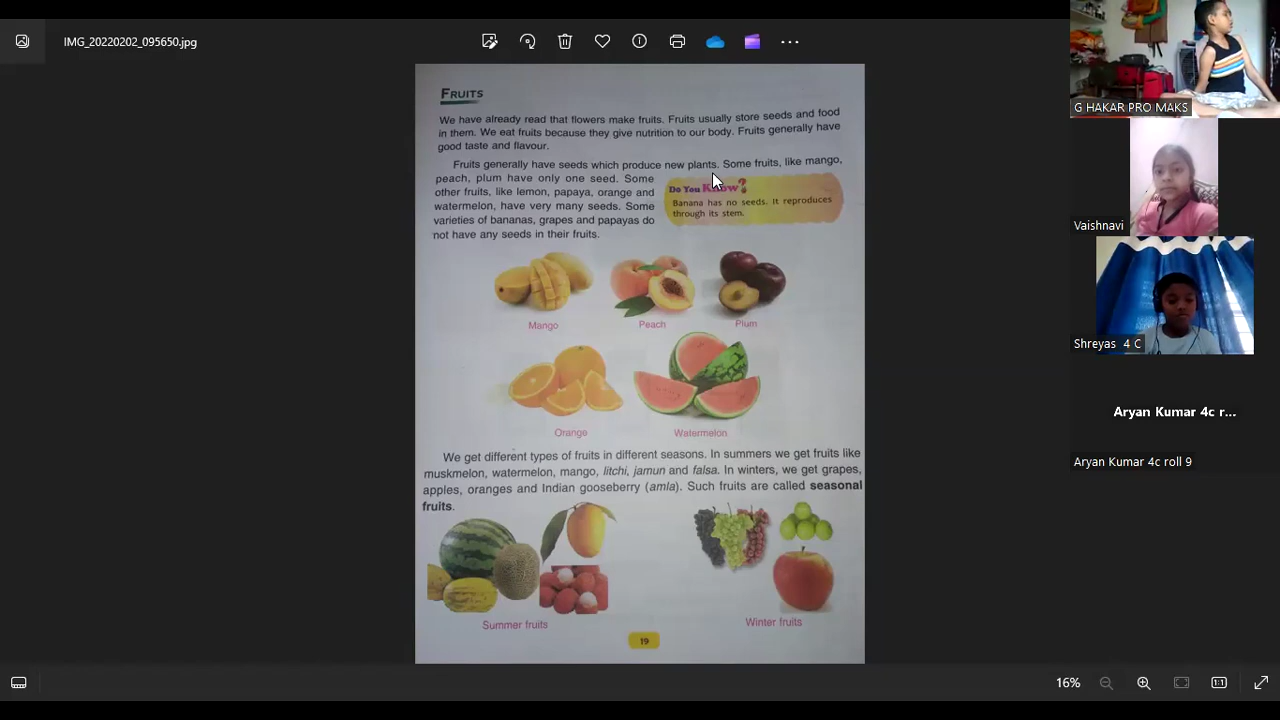 IMG_20220202_095650.jpg
FRUITS
We have already read that flowers make fruits. Fruits usually store seeds and food
in them. We eat fruits because they give nutrition to our body. Fruits generally have
good taste and flavour.
Fruits generally have seeds which produce new plants. Some fruits, like mango,
peach, plum have only one seed. Some
other fruits, like lemon, papaya, orange and
watermelon, have very many seeds. Some
varieties of bananas, grapes and papayas do
not have any seeds in their fruits.
Do You Know?
Banana has no seeds. It reproduces
through its stem.
Mango
Peach
Plum
Orange
Watermelon
We get different types of fruits in different seasons. In summers we get fruits like
muskmelon, watermelon, mango, litchi, jamun and falsa. In winters, we get grapes,
apples, oranges and Indian gooseberry (amla). Such fruits are called seasonal
fruits.
Summer fruits
Winter fruits
19
16%
1:1
G HAKAR PRO MAKS
Vaishnavi
Shreyas 4 C
Aryan Kumar 4c r...
Aryan Kumar 4c roll 9